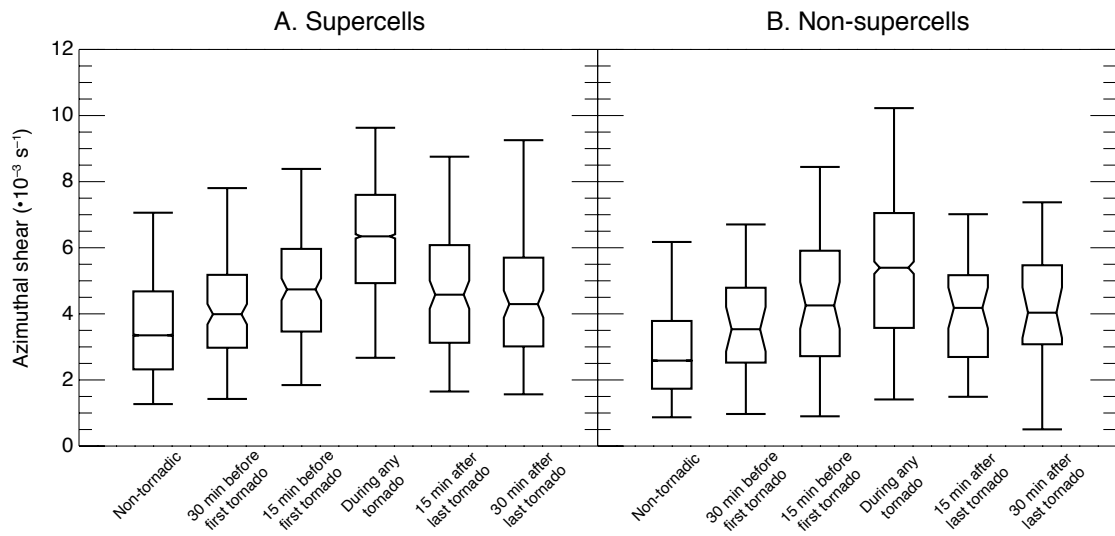 A. Supercells
B. Non-supercells
Azimuthal shear (•10⁻³ s⁻¹)
12
10
8
6
4
2
0
Non-tornadic
30 min before
first tornado
15 min before
first tornado
During any
tornado
15 min after
last tornado
30 min after
last tornado
Non-tornadic
30 min before
first tornado
15 min before
first tornado
During any
tornado
15 min after
last tornado
30 min after
last tornado